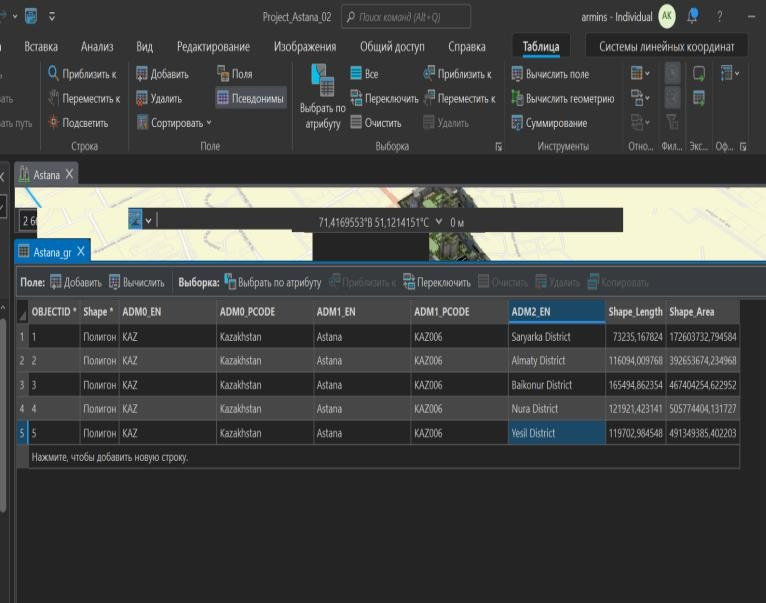 Project_Astana_02 Поиск команд (Alt+Q) armins - Individual AK ?
Вставка Анализ Вид Редактирование Изображения Общий доступ Справка Таблица Системы линейных координат
Приблизить к Добавить Поля Все Приблизить к Вычислить поле
Переместить к Удалить Псевдонимы Выбрать по атрибуту Переключить Переместить к Вычислить геометрию
ать путь Подсветить Сортировать Очистить Удалить Суммирование
Строка Поле Выборка Инструменты Отно... Фил... Экс... Оф...
Astana X
71,4169553°В 51,1214151°С 0 м
Astana_gr X
Поле: Добавить Вычислить Выборка: Выбрать по атрибуту Приблизить к Переключить Очистить Удалить Копировать
OBJECTID * Shape * ADM0_EN ADM0_PCODE ADM1_EN ADM1_PCODE ADM2_EN Shape_Length Shape_Area
1 1 Полигон KAZ Kazakhstan Astana KAZ006 Saryarka District 73235,167824 172603732,794584
2 2 Полигон KAZ Kazakhstan Astana KAZ006 Almaty District 116094,009768 392653674,234968
3 3 Полигон KAZ Kazakhstan Astana KAZ006 Baikonur District 165494,862354 467404254,622952
4 4 Полигон KAZ Kazakhstan Astana KAZ006 Nura District 121921,423141 505774404,131727
5 5 Полигон KAZ Kazakhstan Astana KAZ006 Yesil District 119702,984548 491349385,402203
Нажмите, чтобы добавить новую строку.